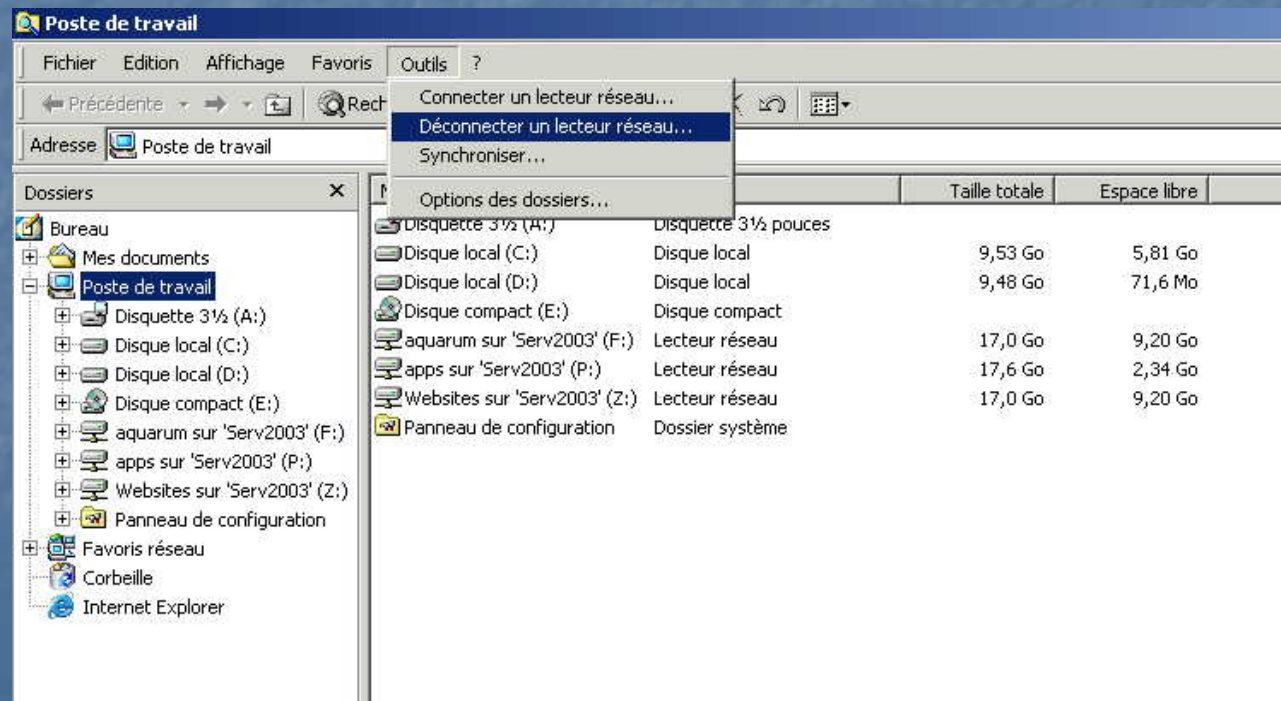 Poste de travail
Fichier Edition Affichage Favoris Outils ?
Précédente Rech
Connecter un lecteur réseau...
Déconnecter un lecteur réseau...
Synchroniser...
Options des dossiers...
Adresse Poste de travail
Dossiers
Bureau
Mes documents
Poste de travail
Disquette 3½ (A:)
Disque local (C:)
Disque local (D:)
Disque compact (E:)
aquarum sur 'Serv2003' (F:)
apps sur 'Serv2003' (P:)
Websites sur 'Serv2003' (Z:)
Panneau de configuration
Favoris réseau
Corbeille
Internet Explorer
Taille totale Espace libre
Disquette 3½ (A:) Disquette 3½ pouces
Disque local (C:) Disque local 9,53 Go 5,81 Go
Disque local (D:) Disque local 9,48 Go 71,6 Mo
Disque compact (E:) Disque compact
aquarum sur 'Serv2003' (F:) Lecteur réseau 17,0 Go 9,20 Go
apps sur 'Serv2003' (P:) Lecteur réseau 17,6 Go 2,34 Go
Websites sur 'Serv2003' (Z:) Lecteur réseau 17,0 Go 9,20 Go
Panneau de configuration Dossier système